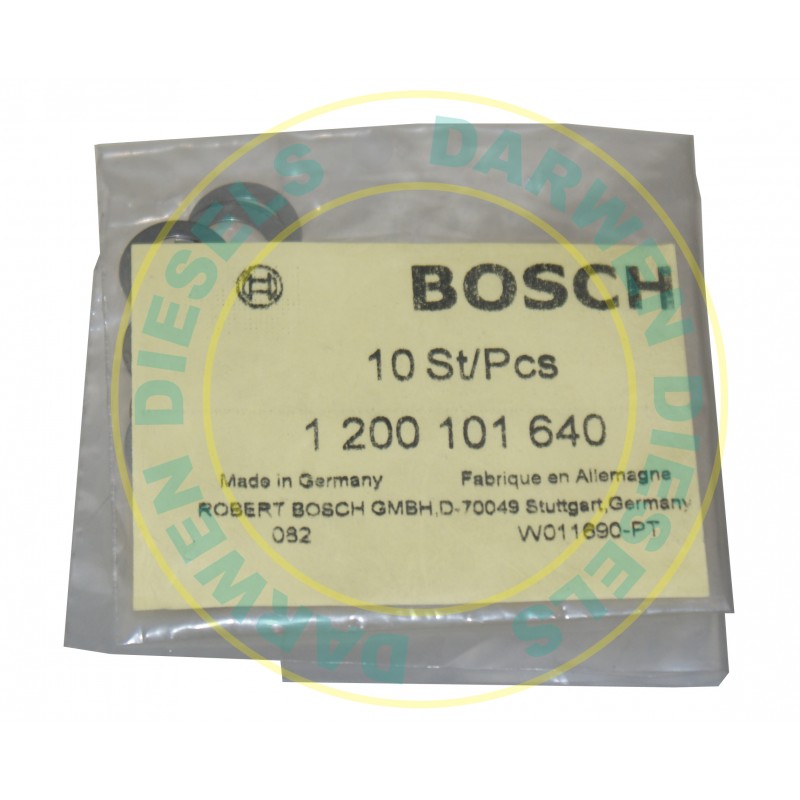 BOSCH
10 St/Pcs
1 200 101 640
Made in Germany Fabrique en Allemagne
ROBERT BOSCH GMBH,D-70049 Stuttgart,Germany
082 W011690-PT
DARWEN DIESELS
DARWEN DIESELS